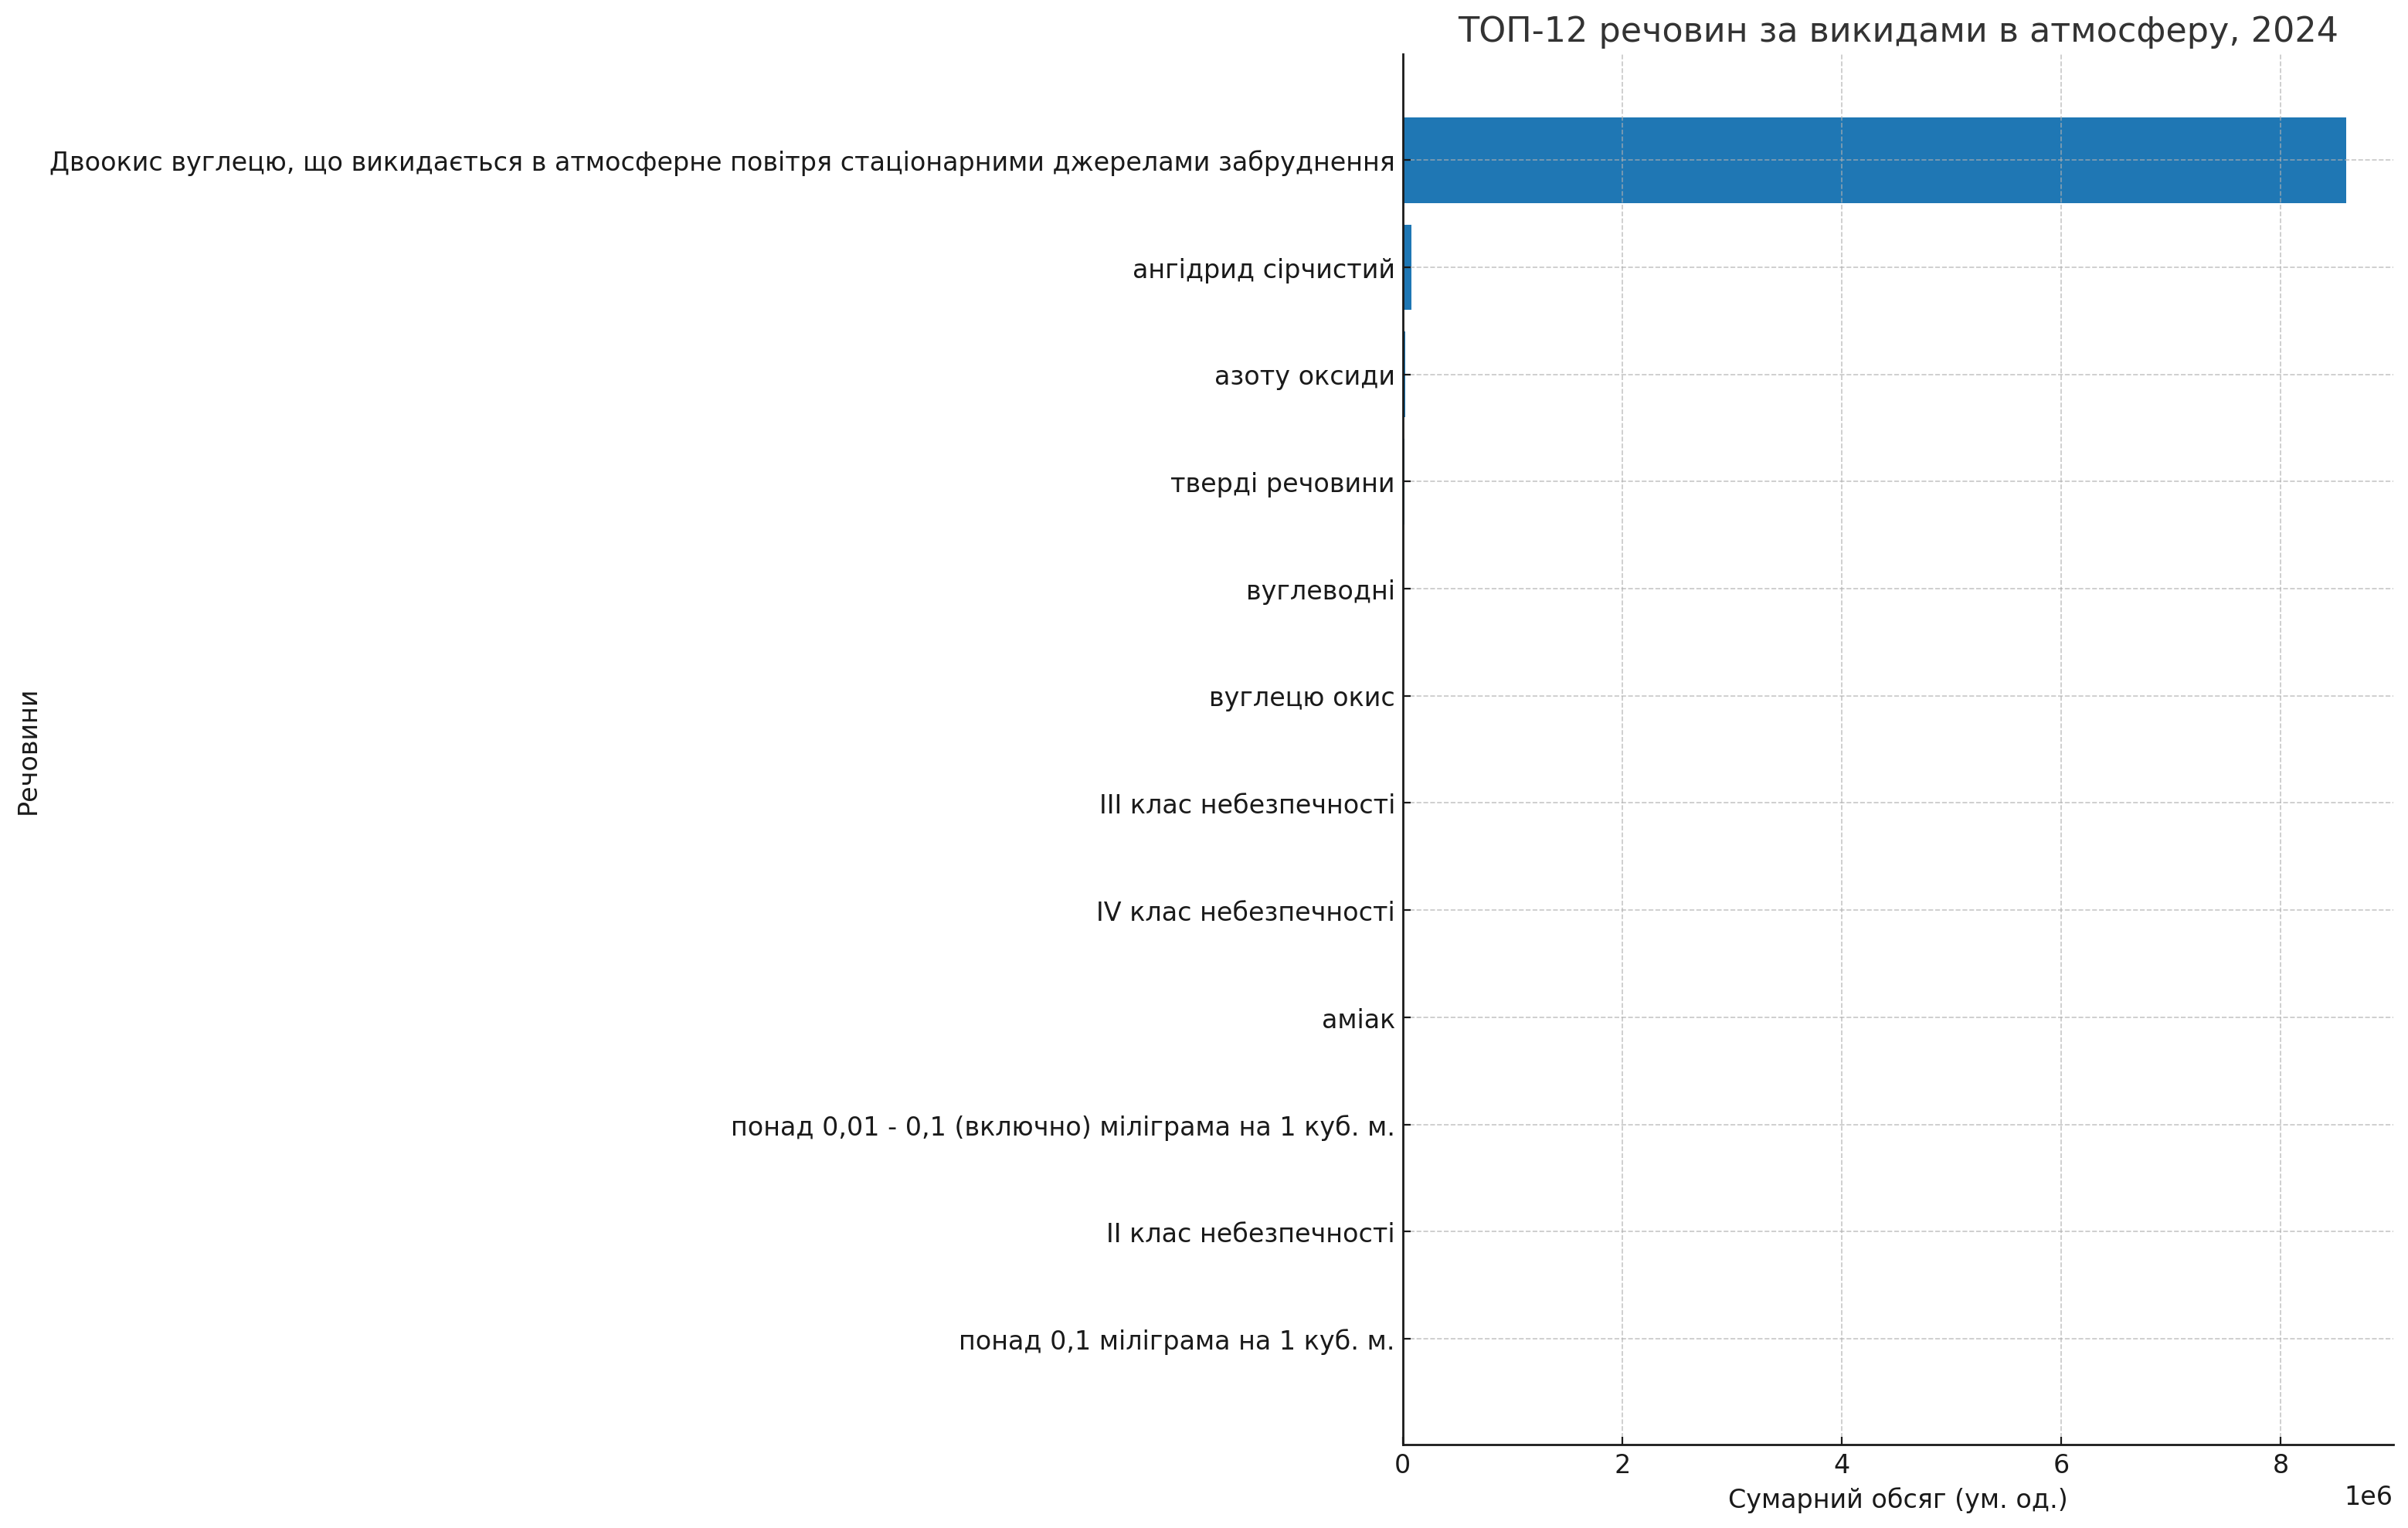 ТОП-12 речовин за викидами в атмосферу, 2024
Двоокис вуглецю, що викидається в атмосферне повітря стаціонарними джерелами забруднення
ангідрид сірчистий
азоту оксиди
тверді речовини
вуглеводні
вуглецю окис
III клас небезпечності
IV клас небезпечності
аміак
понад 0,01 - 0,1 (включно) міліграма на 1 куб. м.
II клас небезпечності
понад 0,1 міліграма на 1 куб. м.
Речовини
0 2 4 6 8
1e6
Сумарний обсяг (ум. од.)